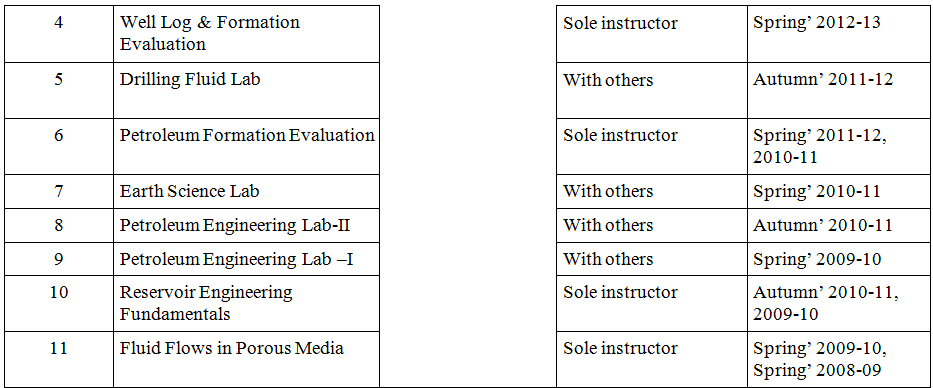 4 Well Log & Formation Sole instructor Spring’ 2012-13
Evaluation
5 Drilling Fluid Lab With others Autumn’ 2011-12
6 Petroleum Formation Evaluation Sole instructor Spring’ 2011-12,
2010-11
7 Earth Science Lab With others Spring’ 2010-11
8 Petroleum Engineering Lab-II With others Autumn’ 2010-11
9 Petroleum Engineering Lab –I With others Spring’ 2009-10
10 Reservoir Engineering Sole instructor Autumn’ 2010-11,
Fundamentals 2009-10
11 Fluid Flows in Porous Media Sole instructor Spring’ 2009-10,
Spring’ 2008-09